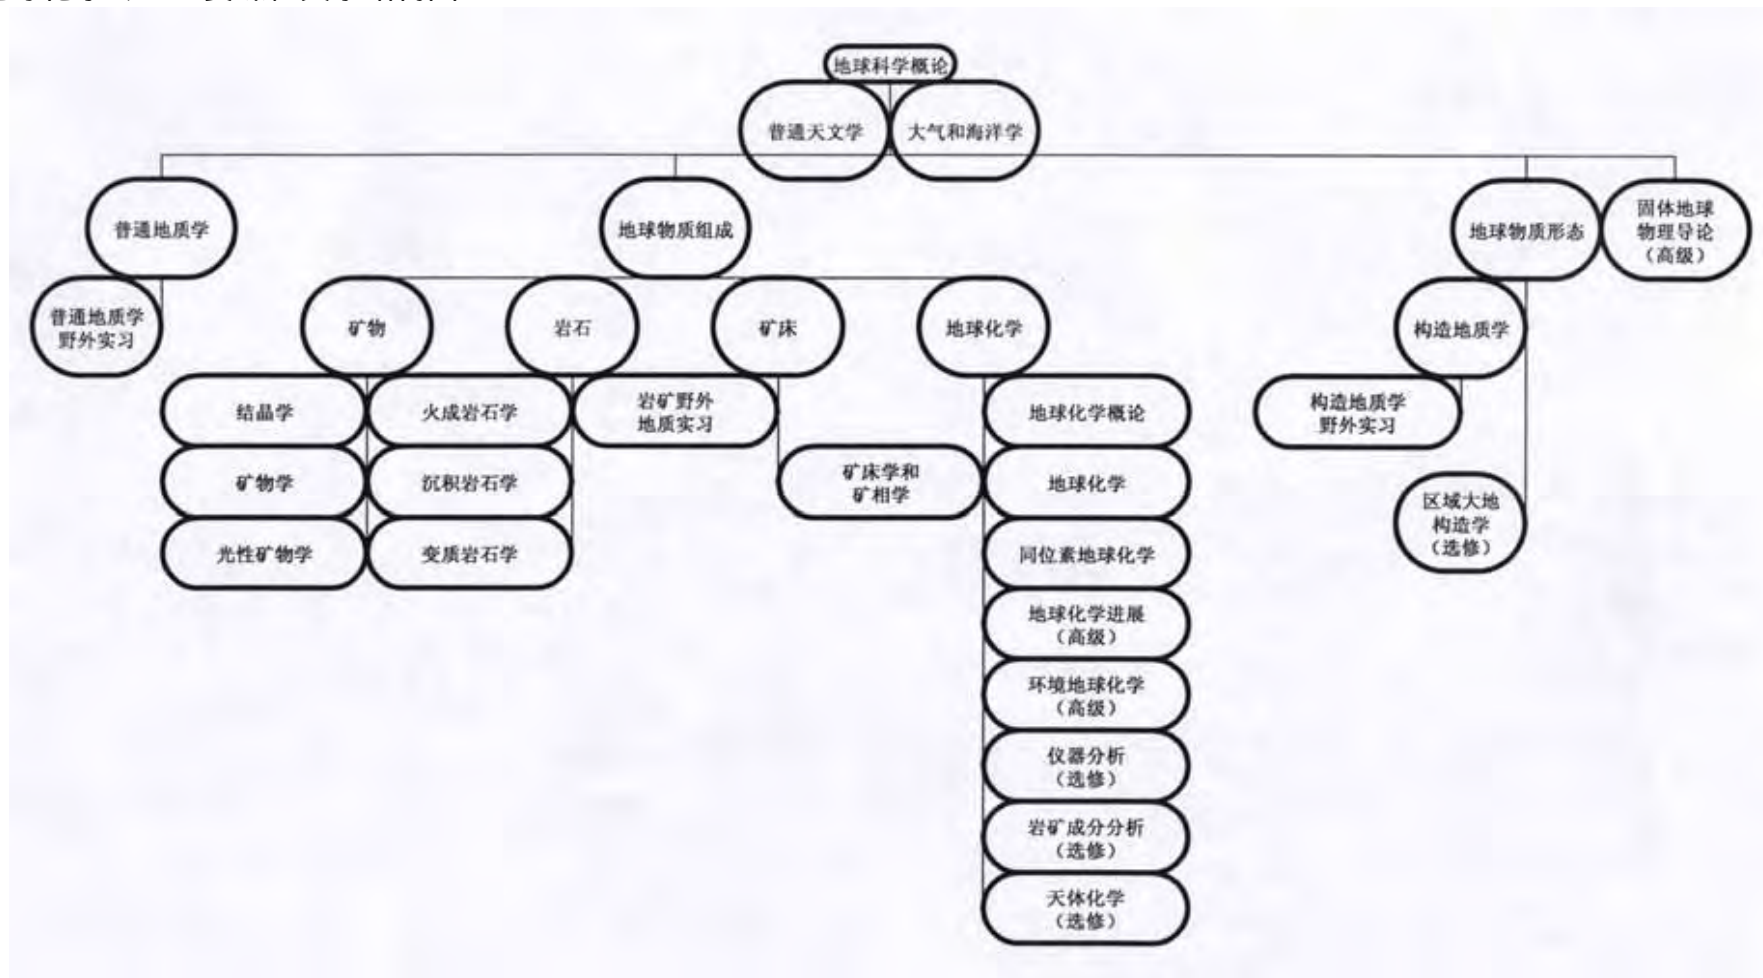 地球科学概论
普通天文学
大气和海洋学
普通地质学
地球物质组成
地球物质形态
固体地球
物理导论
（高级）
普通地质学
野外实习
矿物
岩石
矿床
地球化学
构造地质学
结晶学
火成岩石学
岩矿野外
地质实习
地球化学概论
构造地质学
野外实习
矿物学
沉积岩石学
矿床学和
矿相学
地球化学
区域大地
构造学
（选修）
光性矿物学
变质岩石学
同位素地球化学
地球化学进展
（高级）
环境地球化学
（高级）
仪器分析
（选修）
岩矿成分分析
（选修）
天体化学
（选修）